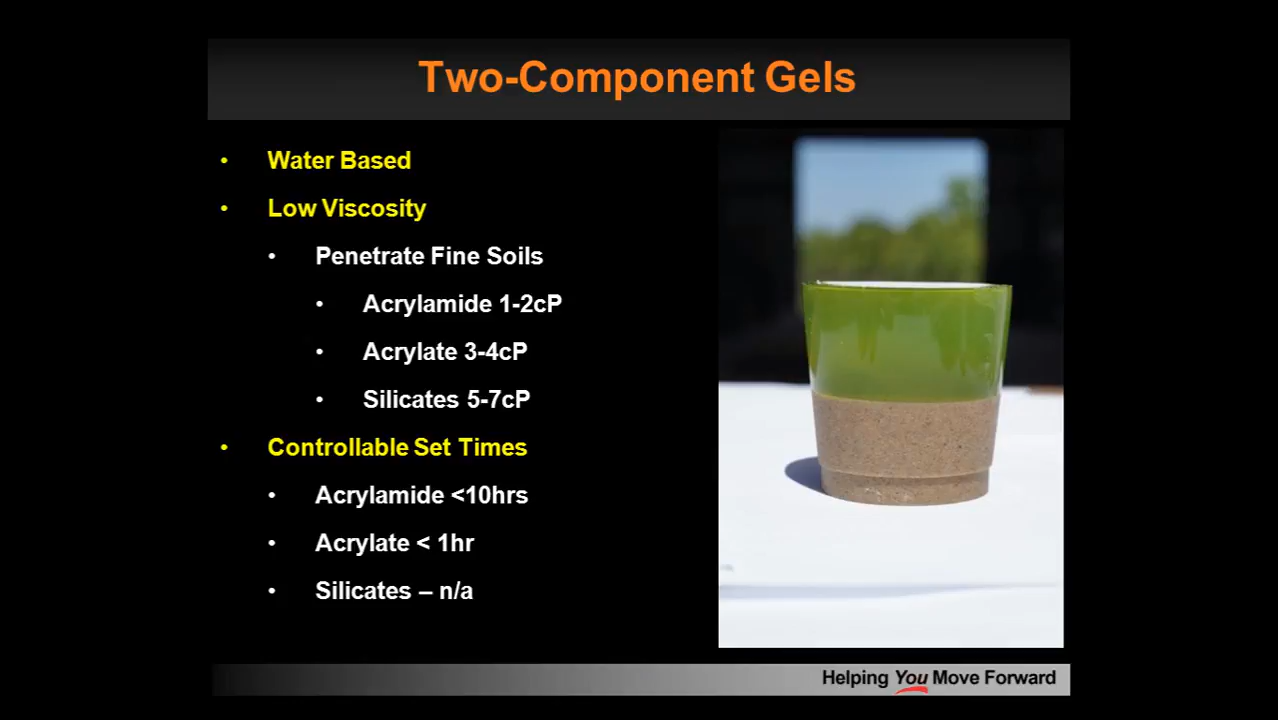 Two-Component Gels
• Water Based
• Low Viscosity
• Penetrate Fine Soils
• Acrylamide 1-2cP
• Acrylate 3-4cP
• Silicates 5-7cP
• Controllable Set Times
• Acrylamide <10hrs
• Acrylate < 1hr
• Silicates – n/a
Helping You Move Forward